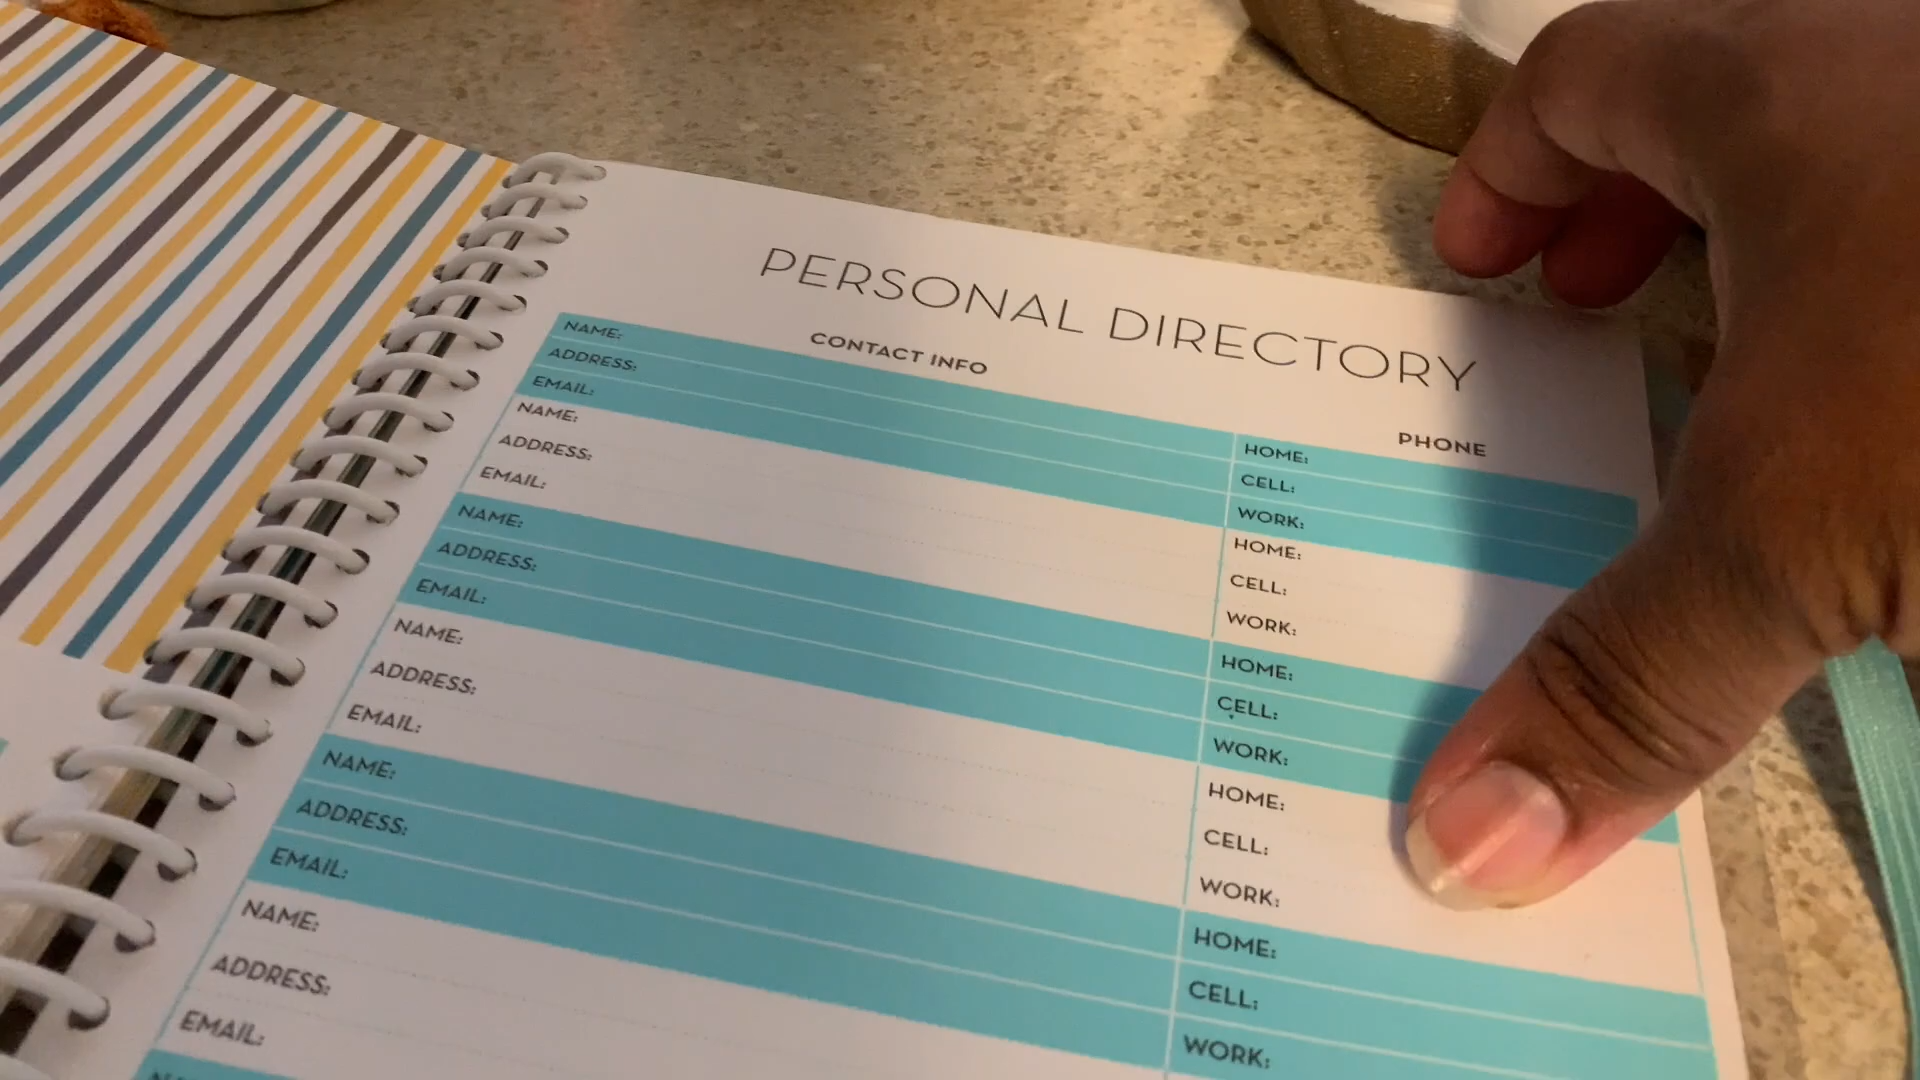 PERSONAL DIRECTORY
CONTACT INFO
PHONE
NAME:
ADDRESS:
EMAIL:
HOME:
CELL:
WORK:
NAME:
ADDRESS:
EMAIL:
HOME:
CELL:
WORK:
NAME:
ADDRESS:
EMAIL:
HOME:
CELL:
WORK:
NAME:
ADDRESS:
EMAIL:
HOME:
CELL:
WORK:
NAME:
ADDRESS:
EMAIL:
HOME:
CELL:
WORK:
NAME:
ADDRESS:
EMAIL: